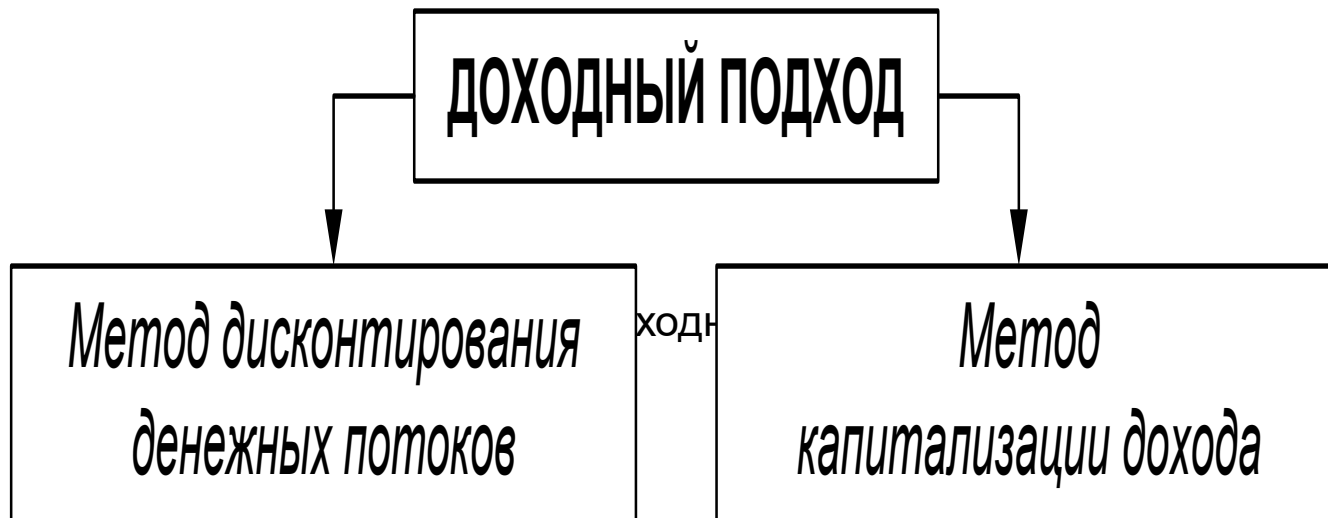 ДОХОДНЫЙ ПОДХОД
Метод дисконтирования
денежных потоков
Метод
капитализации дохода